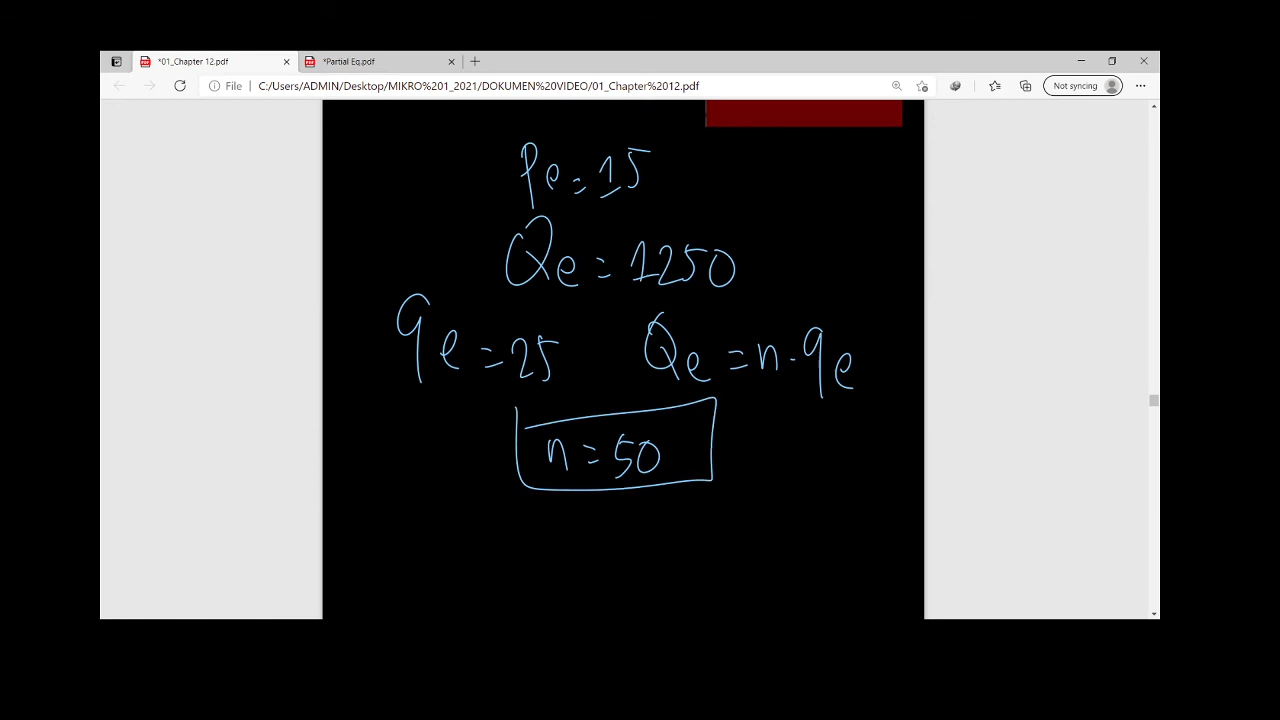 *01_Chapter 12.pdf
*Partial Eq.pdf
File
C:/Users/ADMIN/Desktop/MIKRO%201_2021/DOKUMEN%20VIDEO/01_Chapter%2012.pdf
Not syncing
Pe = 15
Qe = 1250
qe = 25 Qe = n · qe
n = 50